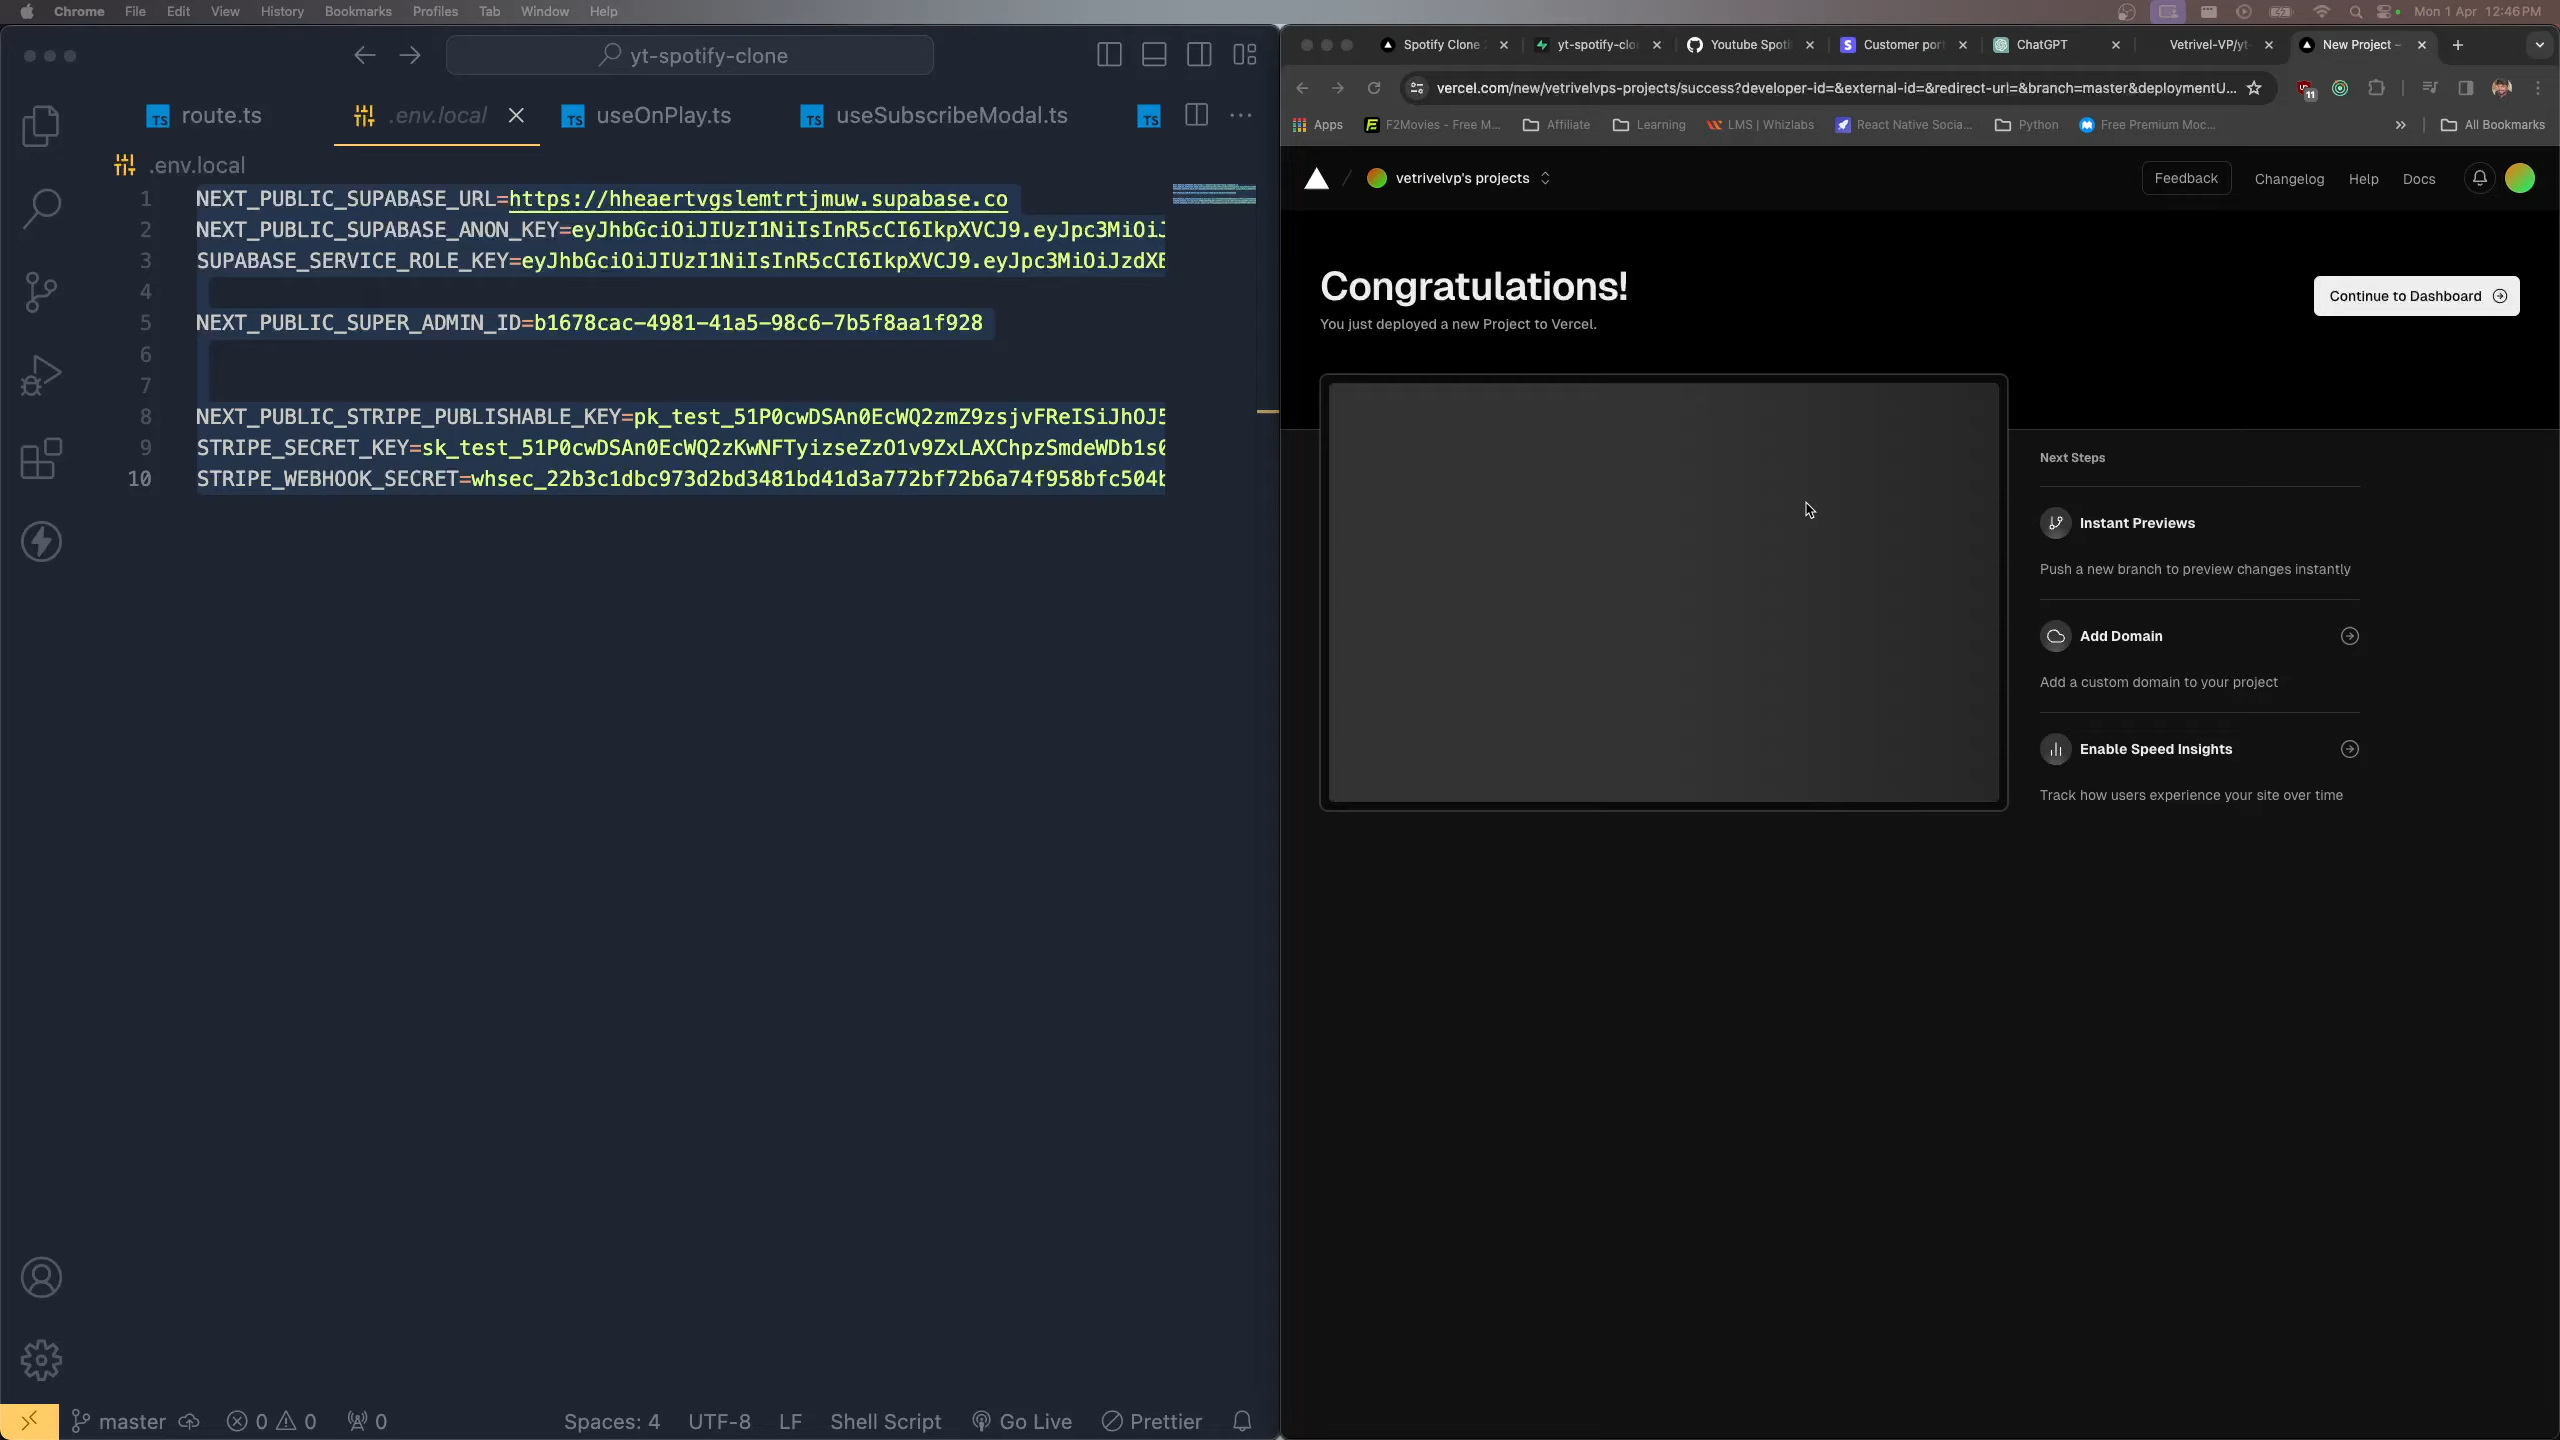 Chrome File Edit View History Bookmarks Profiles Tab Window Help
Mon 1 Apr 12:46 PM
yt-spotify-clone
route.ts .env.local useOnPlay.ts useSubscribeModal.ts
.env.local
1 NEXT_PUBLIC_SUPABASE_URL=https://hheaertvgslemtrtjmuw.supabase.co
2 NEXT_PUBLIC_SUPABASE_ANON_KEY=eyJhbGciOiJIUzI1NiIsInR5cCI6IkpXVCJ9.eyJpc3MiOiJ
3 SUPABASE_SERVICE_ROLE_KEY=eyJhbGciOiJIUzI1NiIsInR5cCI6IkpXVCJ9.eyJpc3MiOiJzdXB
4
5 NEXT_PUBLIC_SUPER_ADMIN_ID=b1678cac-4981-41a5-98c6-7b5f8aa1f928
6
7
8 NEXT_PUBLIC_STRIPE_PUBLISHABLE_KEY=pk_test_51P0cwDSAn0EcWQ2zmZ9zsjvFReISiJhOJ5
9 STRIPE_SECRET_KEY=sk_test_51P0cwDSAn0EcWQ2zKwNFTyizseZzO1v9ZxLAXChpzSmdeWDb1s6
10 STRIPE_WEBHOOK_SECRET=whsec_22b3c1dbc973d2bd3481bd41d3a772bf72b6a74f958bfc504b
master 0 0 0 Spaces: 4 UTF-8 LF Shell Script Go Live Prettier
Spotify Clone yt-spotify-clo Youtube Spoti Customer por ChatGPT Vetrivel-VP/yt New Project –
vercel.com/new/vetrivelvps-projects/success?developer-id=&external-id=&redirect-url=&branch=master&deploymentU...
11
Apps F2Movies - Free M... Affiliate Learning LMS | Whizlabs React Native Socia... Python Free Premium Moc... All Bookmarks
vetrivelvp's projects Feedback Changelog Help Docs
Congratulations!
You just deployed a new Project to Vercel.
Continue to Dashboard
Next Steps
Instant Previews
Push a new branch to preview changes instantly
Add Domain
Add a custom domain to your project
Enable Speed Insights
Track how users experience your site over time